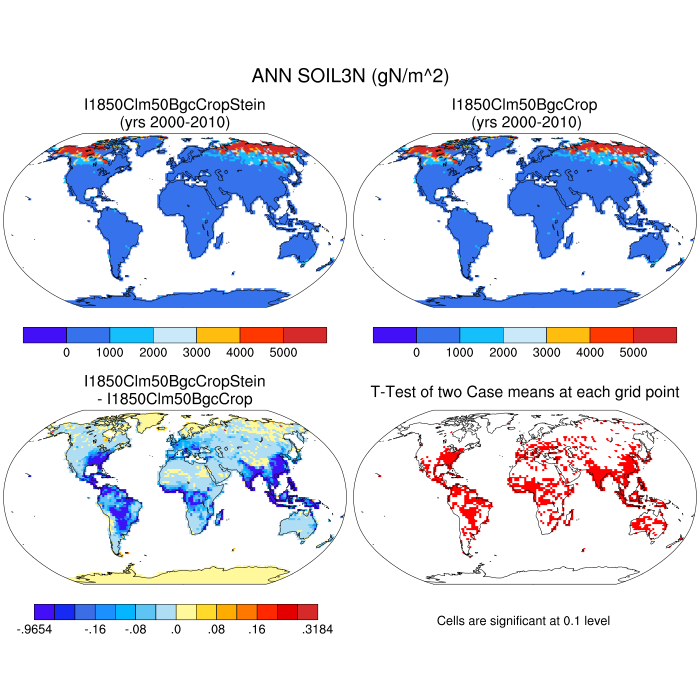 ANN SOIL3N (gN/m^2)
I1850Clm50BgcCropStein
(yrs 2000-2010)
I1850Clm50BgcCrop
(yrs 2000-2010)
0 1000 2000 3000 4000 5000
0 1000 2000 3000 4000 5000
I1850Clm50BgcCropStein
- I1850Clm50BgcCrop
T-Test of two Case means at each grid point
-.9654 -.16 -.08 .0 .08 .16 .3184
Cells are significant at 0.1 level